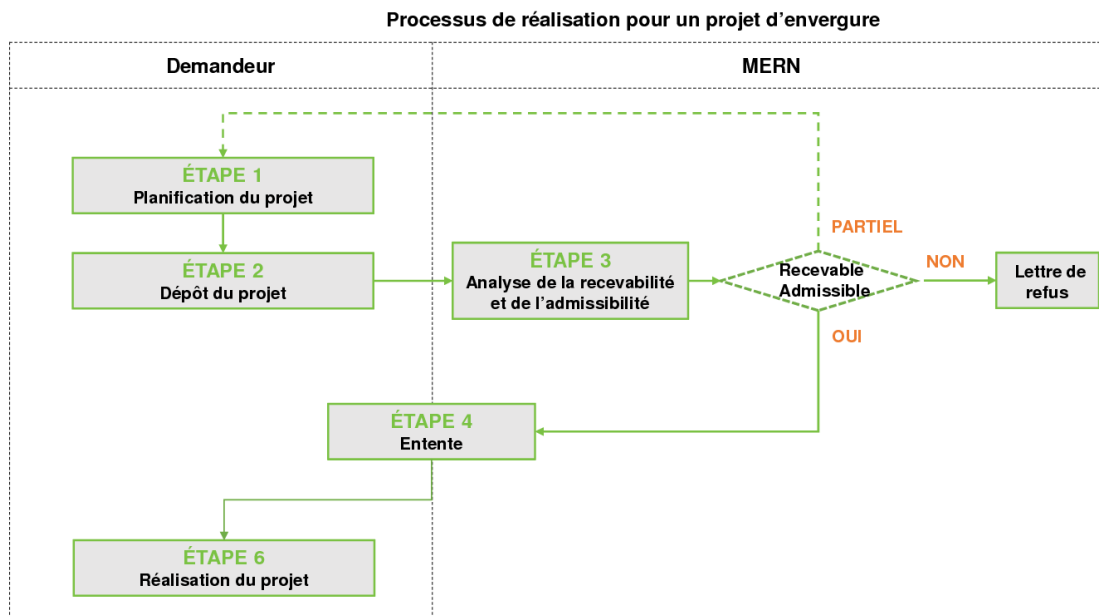 Processus de réalisation pour un projet d’envergure
Demandeur
MERN
ÉTAPE 1
Planification du projet
PARTIEL
ÉTAPE 2
Dépôt du projet
ÉTAPE 3
Analyse de la recevabilité
et de l’admissibilité
Recevable
Admissible
NON
Lettre de
refus
OUI
ÉTAPE 4
Entente
ÉTAPE 6
Réalisation du projet